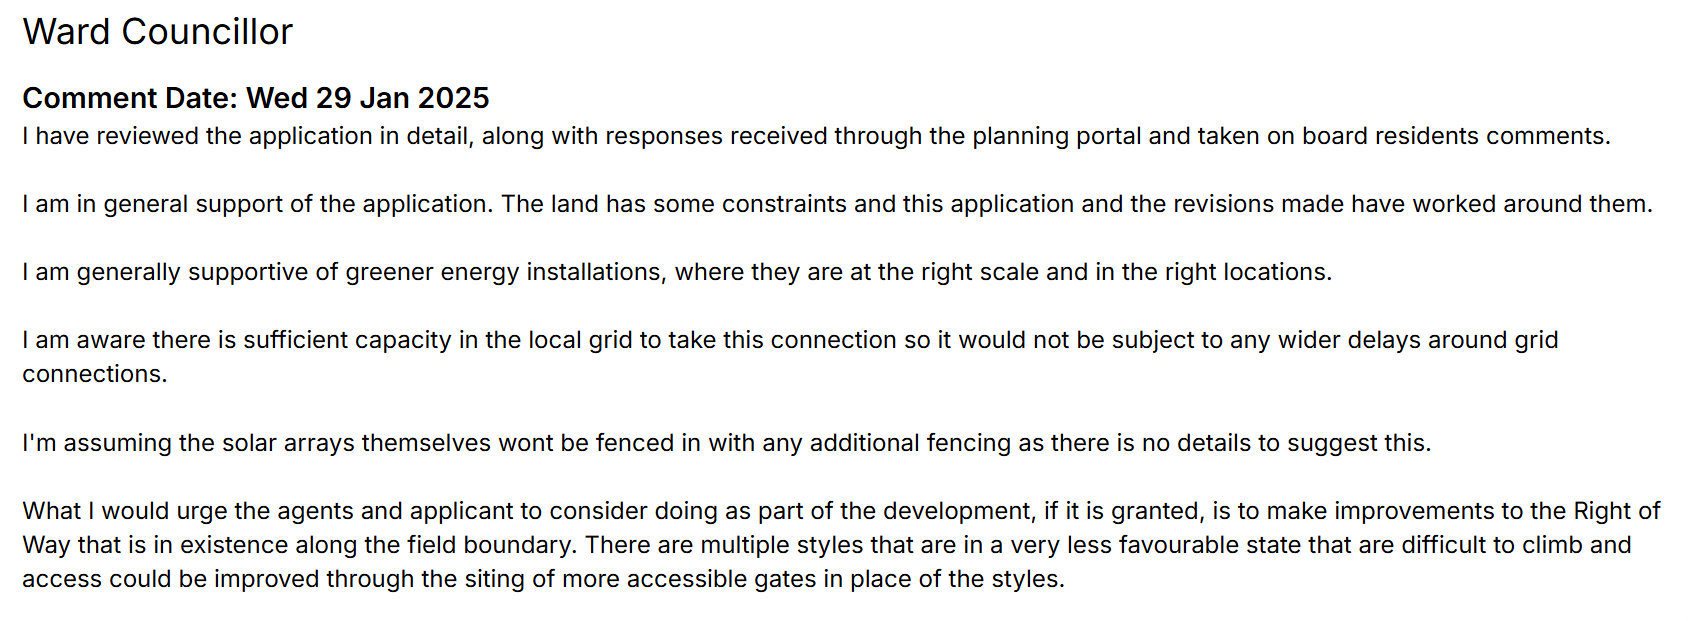 Ward Councillor
Comment Date: Wed 29 Jan 2025
I have reviewed the application in detail, along with responses received through the planning portal and taken on board residents comments.
I am in general support of the application. The land has some constraints and this application and the revisions made have worked around them.
I am generally supportive of greener energy installations, where they are at the right scale and in the right locations.
I am aware there is sufficient capacity in the local grid to take this connection so it would not be subject to any wider delays around grid
connections.
I'm assuming the solar arrays themselves wont be fenced in with any additional fencing as there is no details to suggest this.
What I would urge the agents and applicant to consider doing as part of the development, if it is granted, is to make improvements to the Right of
Way that is in existence along the field boundary. There are multiple styles that are in a very less favourable state that are difficult to climb and
access could be improved through the siting of more accessible gates in place of the styles.